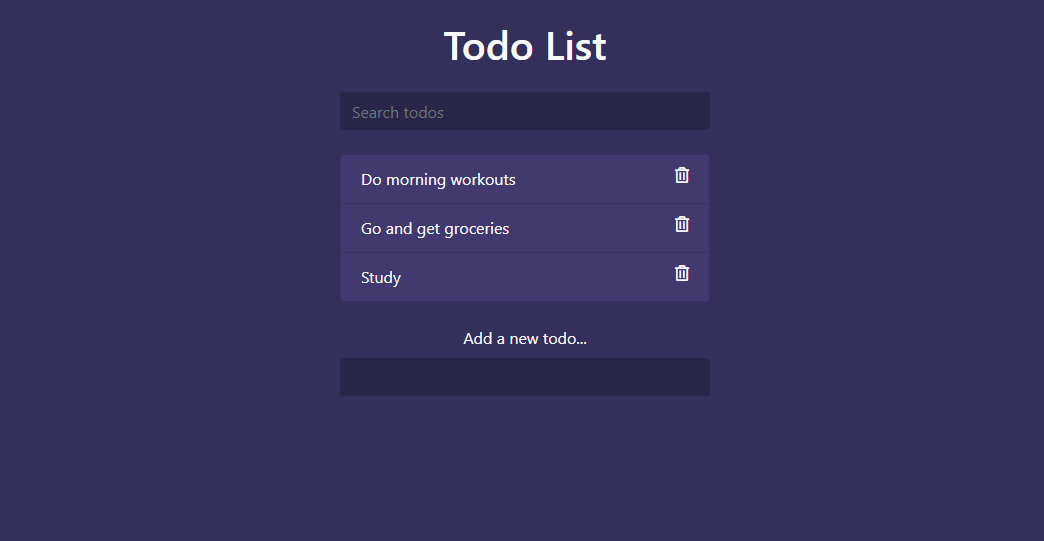 Todo List
Search todos
Do morning workouts
Go and get groceries
Study
Add a new todo...